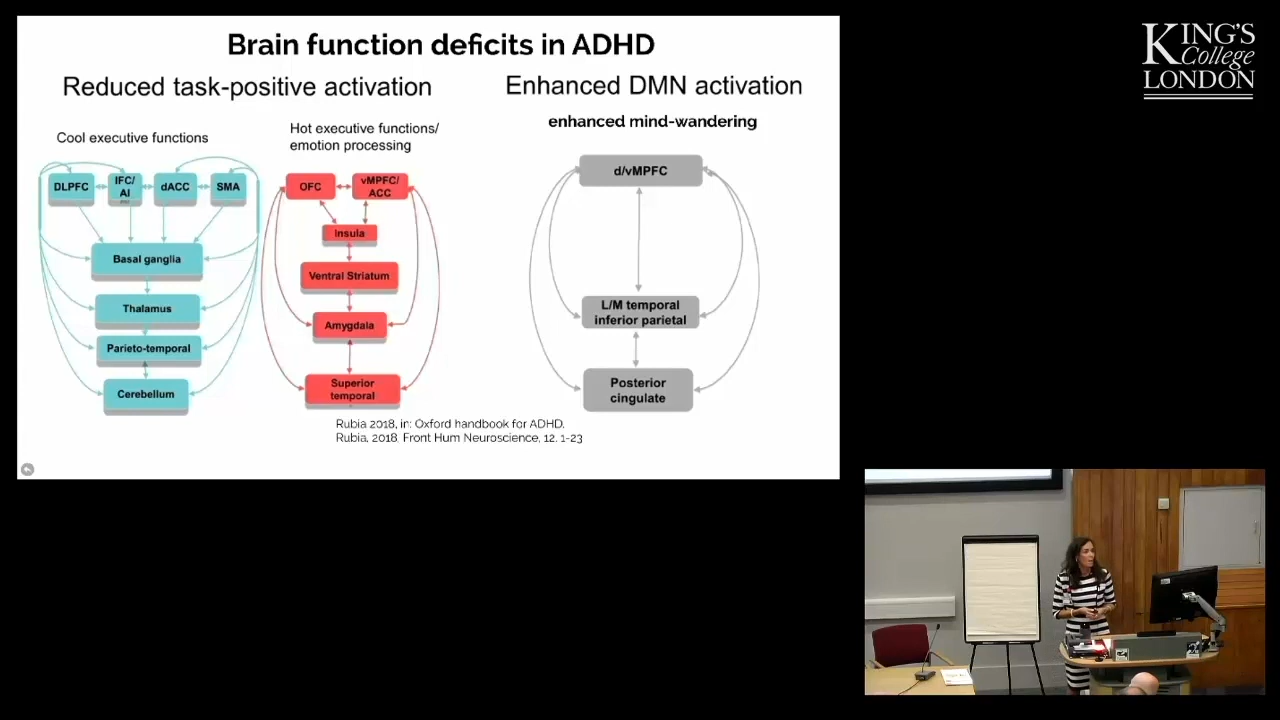 Brain function deficits in ADHD
Reduced task-positive activation
Cool executive functions
DLPFC
IFC/
AI
dACC
SMA
Basal ganglia
Thalamus
Parieto-temporal
Cerebellum
Hot executive functions/
emotion processing
OFC
vMPFC/
ACC
Insula
Ventral Striatum
Amygdala
Superior
temporal
Enhanced DMN activation
enhanced mind-wandering
d/vMPFC
L/M temporal
inferior parietal
Posterior
cingulate
Rubia 2018, in: Oxford handbook for ADHD.
Rubia, 2018. Front Hum Neuroscience, 12. 1-23
KING'S
College
LONDON